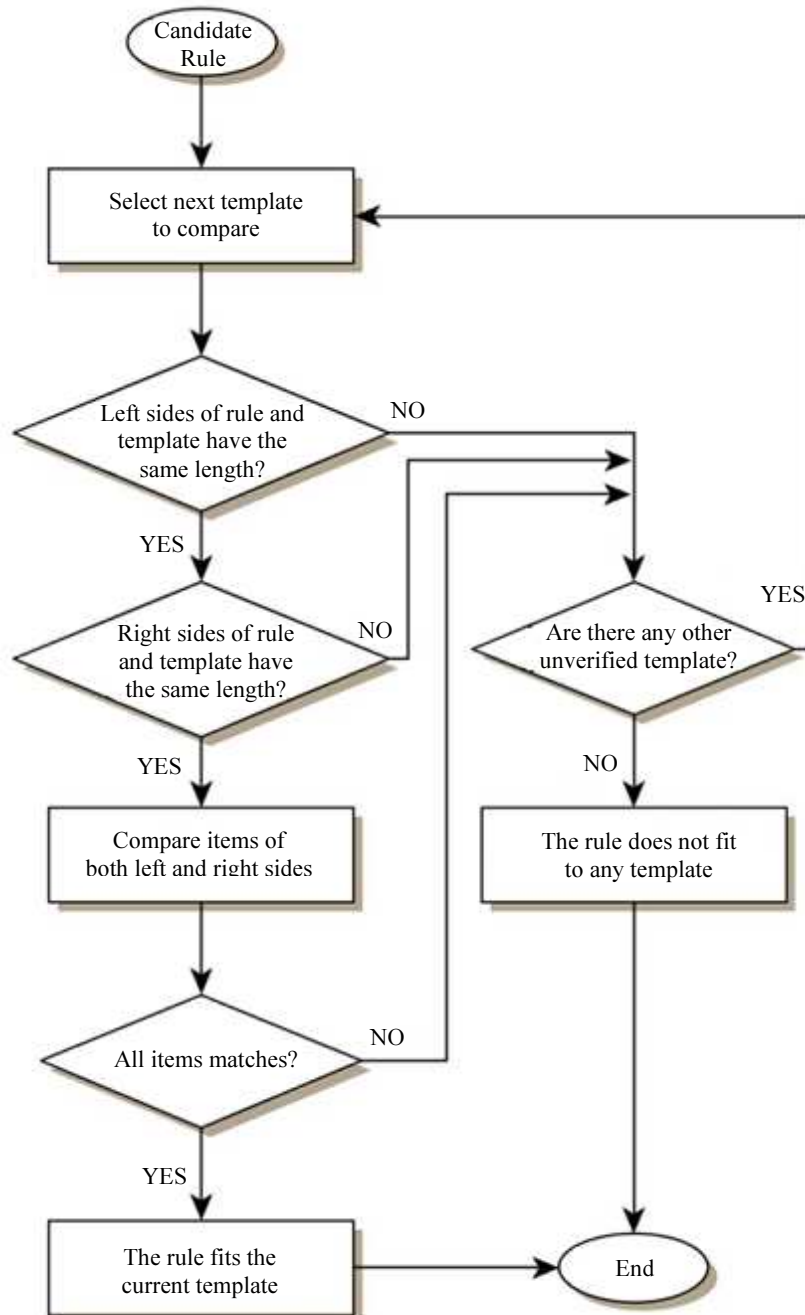 Candidate
Rule
Select next template
to compare
Left sides of rule and
template have the
same length?
NO
YES
Right sides of rule
and template have
the same length?
NO
Are there any other
unverified template?
YES
YES
NO
Compare items of
both left and right sides
The rule does not fit
to any template
All items matches?
NO
YES
The rule fits the
current template
End